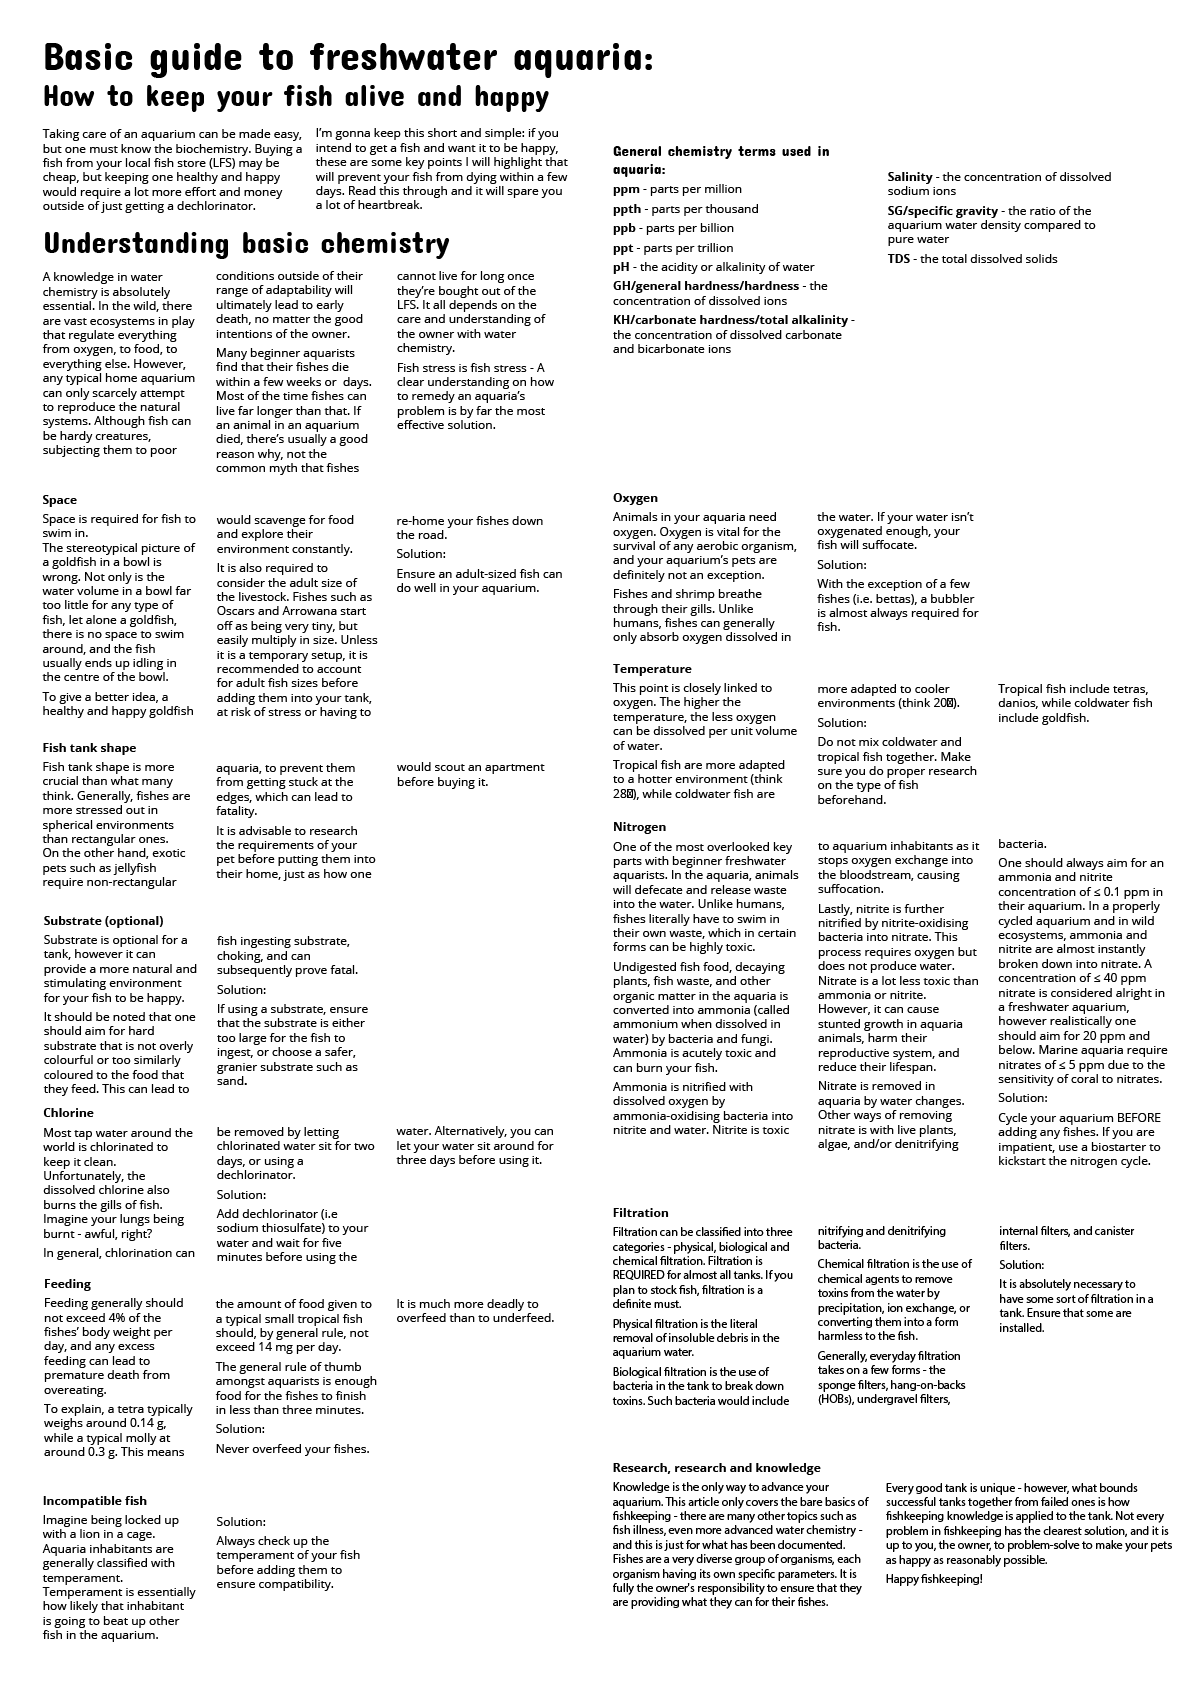 Basic guide to freshwater aquaria:
How to keep your fish alive and happy
Taking care of an aquarium can be made easy,
but one must know the biochemistry. Buying a
fish from your local fish store (LFS) may be
cheap, but keeping one healthy and happy
would require a lot more effort and money
outside of just getting a dechlorinator.
I'm gonna keep this short and simple: if you
intend to get a fish and want it to be happy,
these are some key points I will highlight that
will prevent your fish from dying within a few
days. Read this through and it will spare you
a lot of heartbreak.
Understanding basic chemistry
A knowledge in water
chemistry is absolutely
essential. In the wild, there
are vast ecosystems in play
that regulate everything
from oxygen, to food, to
everything else. However,
any typical home aquarium
can only scarcely attempt
to reproduce the natural
systems. Although fish can
be hardy creatures,
subjecting them to poor
conditions outside of their
range of adaptability will
ultimately lead to early
death, no matter the good
intentions of the owner.
Many beginner aquarists
find that their fishes die
within a few weeks or  days.
Most of the time fishes can
live far longer than that. If
an animal in an aquarium
died, there's usually a good
reason why, not the
common myth that fishes
cannot live for long once
they're bought out of the
LFS. It all depends on the
care and understanding of
the owner with water
chemistry.
Fish stress is fish stress - A
clear understanding on how
to remedy an aquaria's
problem is by far the most
effective solution.
General chemistry terms used in
aquaria:
ppm - parts per million
ppth - parts per thousand
ppb - parts per billion
ppt - parts per trillion
pH - the acidity or alkalinity of water
GH/general hardness/hardness - the
concentration of dissolved ions
KH/carbonate hardness/total alkalinity -
the concentration of dissolved carbonate
and bicarbonate ions
Salinity - the concentration of dissolved
sodium ions
SG/specific gravity - the ratio of the
aquarium water density compared to
pure water
TDS - the total dissolved solids
Space
Space is required for fish to
swim in.
The stereotypical picture of
a goldfish in a bowl is
wrong. Not only is the
water volume in a bowl far
too little for any type of
fish, let alone a goldfish,
there is no space to swim
around, and the fish
usually ends up idling in
the centre of the bowl.
To give a better idea, a
healthy and happy goldfish
would scavenge for food
and explore their
environment constantly.
It is also required to
consider the adult size of
the livestock. Fishes such as
Oscars and Arrowana start
off as being very tiny, but
easily multiply in size. Unless
it is a temporary setup, it is
recommended to account
for adult fish sizes before
adding them into your tank,
at risk of stress or having to
re-home your fishes down
the road.
Solution:
Ensure an adult-sized fish can
do well in your aquarium.
Fish tank shape
Fish tank shape is more
crucial than what many
think. Generally, fishes are
more stressed out in
spherical environments
than rectangular ones.
On the other hand, exotic
pets such as jellyfish
require non-rectangular
aquaria, to prevent them
from getting stuck at the
edges, which can lead to
fatality.
It is advisable to research
the requirements of your
pet before putting them into
their home, just as how one
would scout an apartment
before buying it.
Substrate (optional)
Substrate is optional for a
tank, however it can
provide a more natural and
stimulating environment
for your fish to be happy.
It should be noted that one
should aim for hard
substrate that is not overly
colourful or too similarly
coloured to the food that
they feed. This can lead to
fish ingesting substrate,
choking, and can
subsequently prove fatal.
Solution:
If using a substrate, ensure
that the substrate is either
too large for the fish to
ingest, or choose a safer,
granier substrate such as
sand.
Chlorine
Most tap water around the
world is chlorinated to
keep it clean.
Unfortunately, the
dissolved chlorine also
burns the gills of fish.
Imagine your lungs being
burnt - awful, right?
In general, chlorination can
be removed by letting
chlorinated water sit for two
days, or using a
dechlorinator.
Solution:
Add dechlorinator (i.e
sodium thiosulfate) to your
water and wait for five
minutes before using the
water. Alternatively, you can
let your water sit around for
three days before using it.
Feeding
Feeding generally should
not exceed 4% of the
fishes' body weight per
day, and any excess
feeding can lead to
premature death from
overeating.
To explain, a tetra typically
weighs around 0.14 g,
while a typical molly at
around 0.3 g. This means
the amount of food given to
a typical small tropical fish
should, by general rule, not
exceed 14 mg per day.
The general rule of thumb
amongst aquarists is enough
food for the fishes to finish
in less than three minutes.
Solution:
Never overfeed your fishes.
It is much more deadly to
overfeed than to underfeed.
Incompatible fish
Imagine being locked up
with a lion in a cage.
Aquaria inhabitants are
generally classified with
temperament.
Temperament is essentially
how likely that inhabitant
is going to beat up other
fish in the aquarium.
Solution:
Always check up the
temperament of your fish
before adding them to
ensure compatibility.
Oxygen
Animals in your aquaria need
oxygen. Oxygen is vital for the
survival of any aerobic organism,
and your aquarium's pets are
definitely not an exception.
Fishes and shrimp breathe
through their gills. Unlike
humans, fishes can generally
only absorb oxygen dissolved in
the water. If your water isn't
oxygenated enough, your
fish will suffocate.
Solution:
With the exception of a few
fishes (i.e. bettas), a bubbler
is almost always required for
fish.
Temperature
This point is closely linked to
oxygen. The higher the
temperature, the less oxygen
can be dissolved per unit volume
of water.
Tropical fish are more adapted
to a hotter environment (think
28), while coldwater fish are
more adapted to cooler
environments (think 20).
Solution:
Do not mix coldwater and
tropical fish together. Make
sure you do proper research
on the type of fish
beforehand.
Tropical fish include tetras,
danios, while coldwater fish
include goldfish.
Nitrogen
One of the most overlooked key
parts with beginner freshwater
aquarists. In the aquaria, animals
will defecate and release waste
into the water. Unlike humans,
fishes literally have to swim in
their own waste, which in certain
forms can be highly toxic.
Undigested fish food, decaying
plants, fish waste, and other
organic matter in the aquaria is
converted into ammonia (called
ammonium when dissolved in
water) by bacteria and fungi.
Ammonia is acutely toxic and
can burn your fish.
Ammonia is nitrified with
dissolved oxygen by
ammonia-oxidising bacteria into
nitrite and water. Nitrite is toxic
to aquarium inhabitants as it
stops oxygen exchange into
the bloodstream, causing
suffocation.
Lastly, nitrite is further
nitrified by nitrite-oxidising
bacteria into nitrate. This
process requires oxygen but
does not produce water.
Nitrate is a lot less toxic than
ammonia or nitrite.
However, it can cause
stunted growth in aquaria
animals, harm their
reproductive system, and
reduce their lifespan.
Nitrate is removed in
aquaria by water changes.
Other ways of removing
nitrate is with live plants,
algae, and/or denitrifying
bacteria.
One should always aim for an
ammonia and nitrite
concentration of ≤ 0.1 ppm in
their aquarium. In a properly
cycled aquarium and in wild
ecosystems, ammonia and
nitrite are almost instantly
broken down into nitrate. A
concentration of ≤ 40 ppm
nitrate is considered alright in
a freshwater aquarium,
however realistically one
should aim for 20 ppm and
below. Marine aquaria require
nitrates of ≤ 5 ppm due to the
sensitivity of coral to nitrates.
Solution:
Cycle your aquarium BEFORE
adding any fishes. If you are
impatient, use a biostarter to
kickstart the nitrogen cycle.
Filtration
Filtration can be classified into three
categories - physical, biological and
chemical filtration. Filtration is
REQUIRED for almost all tanks. If you
plan to stock fish, filtration is a
definite must.
Physical filtration is the literal
removal of insoluble debris in the
aquarium water.
Biological filtration is the use of
bacteria in the tank to break down
toxins. Such bacteria would include
nitrifying and denitrifying
bacteria.
Chemical filtration is the use of
chemical agents to remove
toxins from the water by
precipitation, ion exchange, or
converting them into a form
harmless to the fish.
Generally, everyday filtration
takes on a few forms - the
sponge filters, hang-on-backs
(HOBs), undergravel filters,
internal filters, and canister
filters.
Solution:
It is absolutely necessary to
have some sort of filtration in a
tank. Ensure that some are
installed.
Research, research and knowledge
Knowledge is the only way to advance your
aquarium. This article only covers the bare basics of
fishkeeping - there are many other topics such as
fish illness, even more advanced water chemistry -
and this is just for what has been documented.
Fishes are a very diverse group of organisms, each
organism having its own specific parameters. It is
fully the owner's responsibility to ensure that they
are providing what they can for their fishes.
Every good tank is unique - however, what bounds
successful tanks together from failed ones is how
fishkeeping knowledge is applied to the tank. Not every
problem in fishkeeping has the clearest solution, and it is
up to you, the owner, to problem-solve to make your pets
as happy as reasonably possible.
Happy fishkeeping!